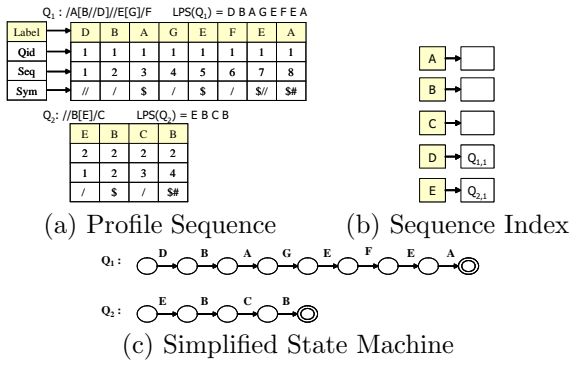 Q₁ : /A[B//D]//E[G]/F LPS(Q₁) = D B A G E F E A
Label D B A G E F E A
Qid 1 1 1 1 1 1 1 1
Seq 1 2 3 4 5 6 7 8
Sym // / $ / $ / $// $#
Q₂: //B[E]/C LPS(Q₂) = E B C B
E B C B
2 2 2 2
1 2 3 4
/ $ / $#
(a) Profile Sequence
A
B
C
D Q₁,₁
E Q₂,₁
(b) Sequence Index
Q₁ : D B A G E F E A
Q₂ : E B C B
(c) Simplified State Machine